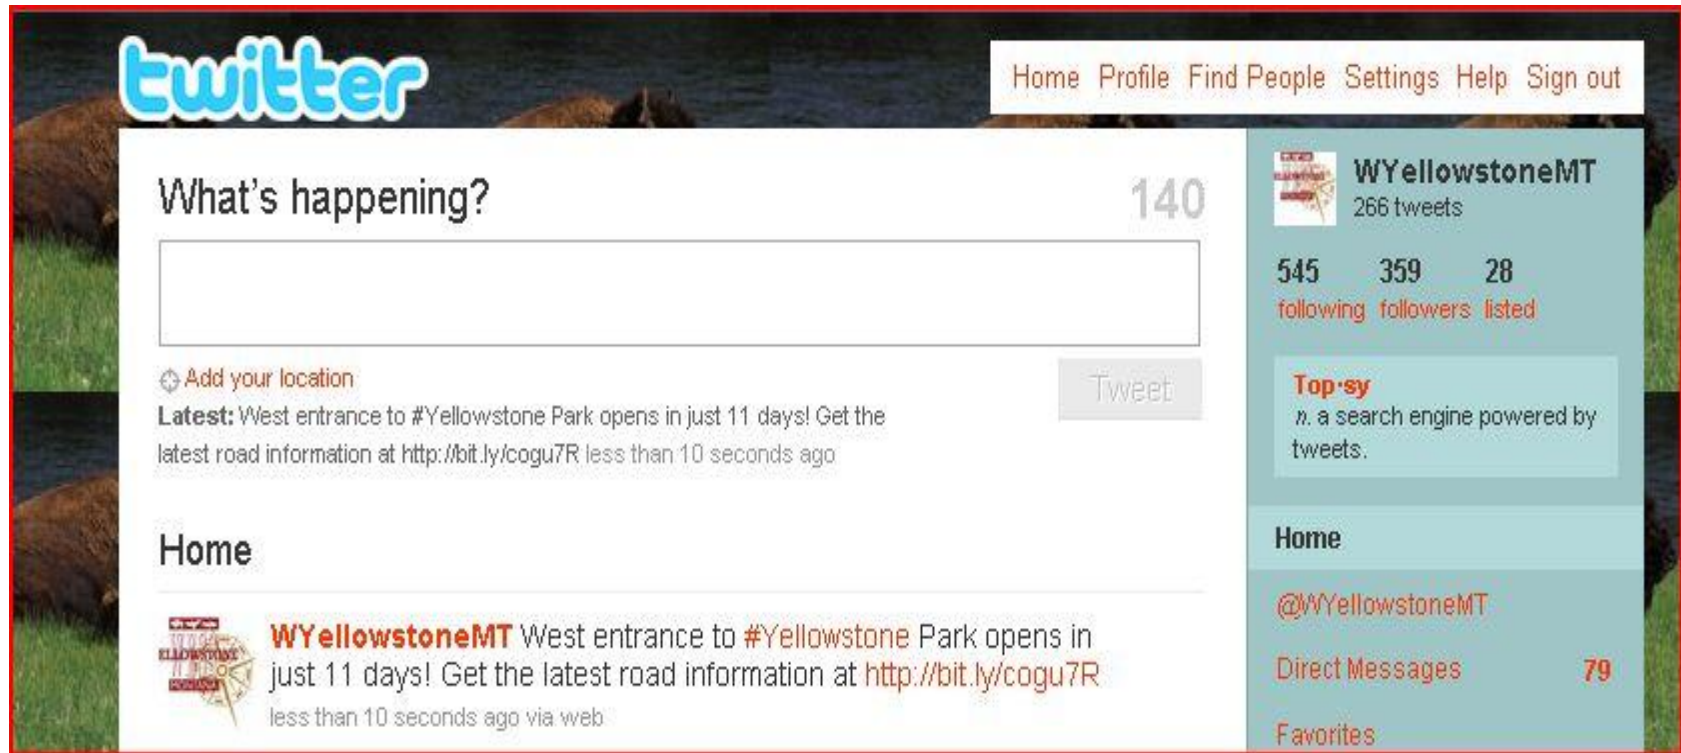 twitter
Home Profile Find People Settings Help Sign out
What's happening?
140
Add your location
Tweet
Latest: West entrance to #Yellowstone Park opens in just 11 days! Get the
latest road information at http://bit.ly/cogu7R less than 10 seconds ago
Home
WYellowstoneMT West entrance to #Yellowstone Park opens in
just 11 days! Get the latest road information at http://bit.ly/cogu7R
less than 10 seconds ago via web
WYellowstoneMT
266 tweets
545 359 28
following followers listed
Top·sy
n. a search engine powered by
tweets.
Home
@WYellowstoneMT
Direct Messages 79
Favorites